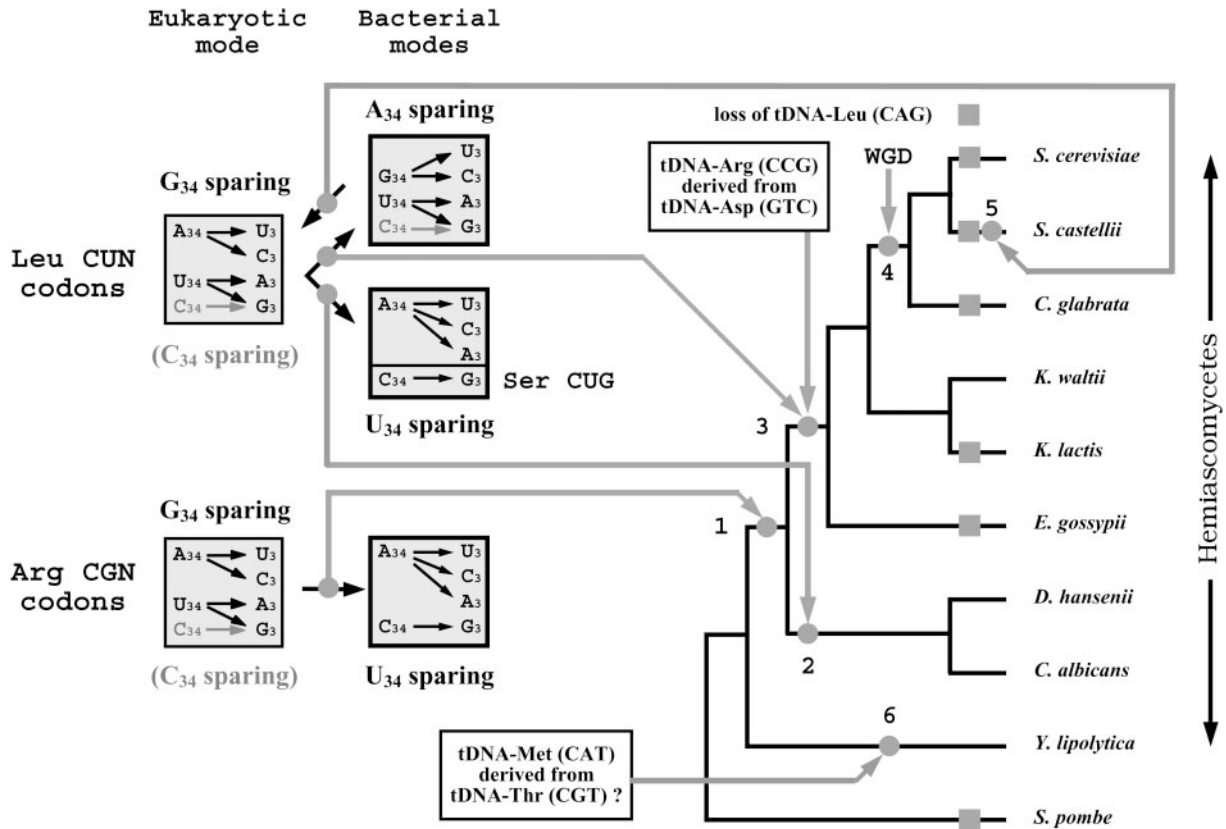 Eukaryotic
mode
Bacterial
modes
A34 sparing
G34 → U3
C3
U34 → A3
C34 → G3
G34 sparing
A34 → U3
C3
U34 → A3
C34 → G3
(C34 sparing)
Leu CUN
codons
A34 → U3
C3
A3
C34 → G3
Ser CUG
U34 sparing
G34 sparing
A34 → U3
C3
U34 → A3
C34 → G3
(C34 sparing)
Arg CGN
codons
A34 → U3
C3
A3
C34 → G3
U34 sparing
loss of tDNA-Leu (CAG)
tDNA-Arg (CCG)
derived from
tDNA-Asp (GTC)
WGD
tDNA-Met (CAT)
derived from
tDNA-Thr (CGT) ?
1
2
3
4
5
6
S. cerevisiae
S. castellii
C. glabrata
K. waltii
K. lactis
E. gossypii
D. hansenii
C. albicans
Y. lipolytica
S. pombe
Hemiascomycetes